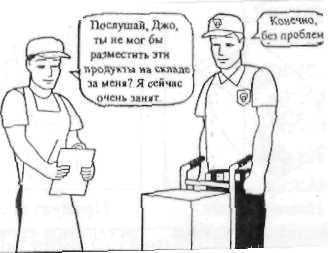 Послушай, Джо,
ты не мог бы
разместить эти
продукты на складе
за меня? Я сейчас
очень занят.
Конечно,
без проблем